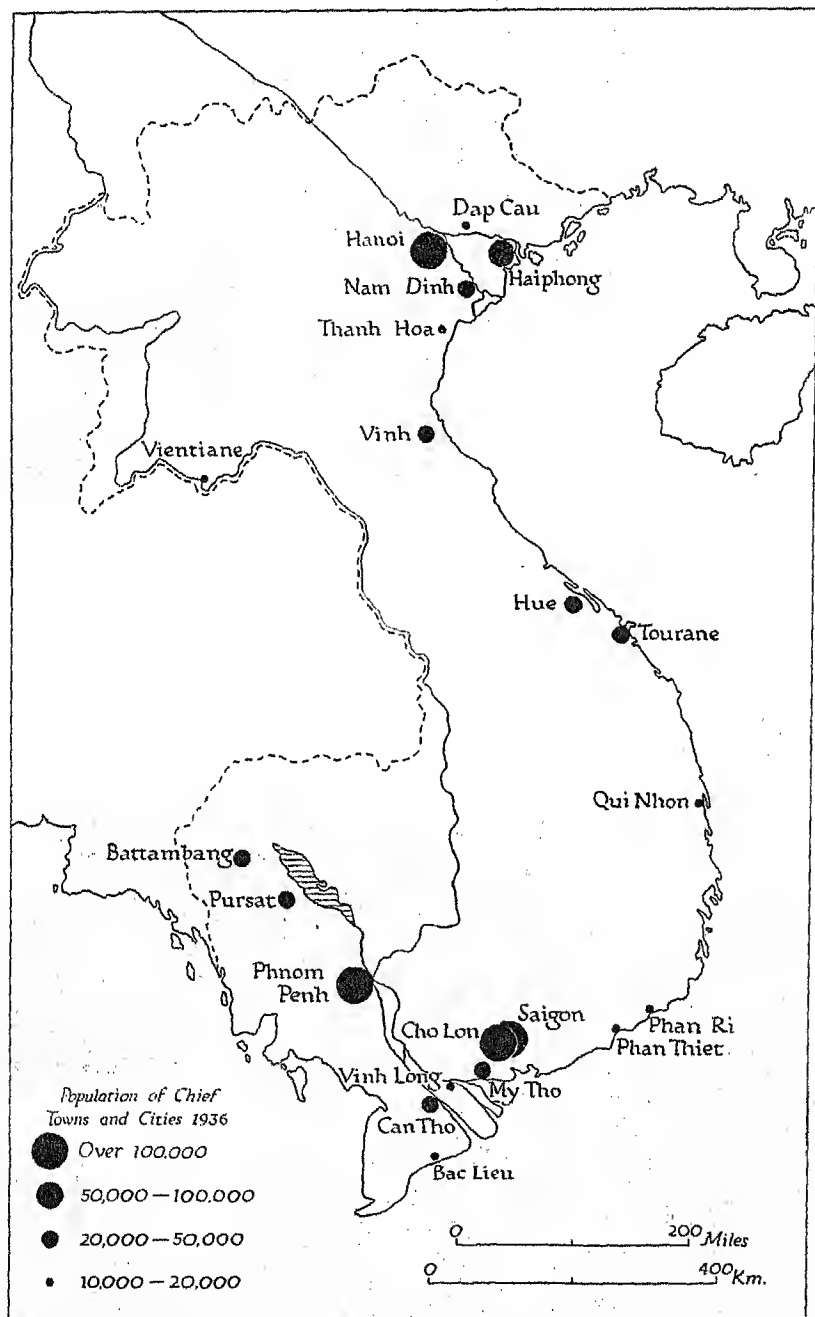 Dap Cau
Hanoi
Haiphong
Nam Dinh
Thanh Hoa
Vinh
Vientiane
Hue
Tourane
Qui Nhon
Battambang
Pursat
Phnom
Penh
Saigon
Cho Lon
Phan Ri
Phan Thiet
Vinh Long
My Tho
Can Tho
Bac Lieu
Population of Chief
Towns and Cities 1936
Over 100.000
50,000—100.000
20,000—50,000
10,000—20,000
0 200 Miles
0 400 Km.